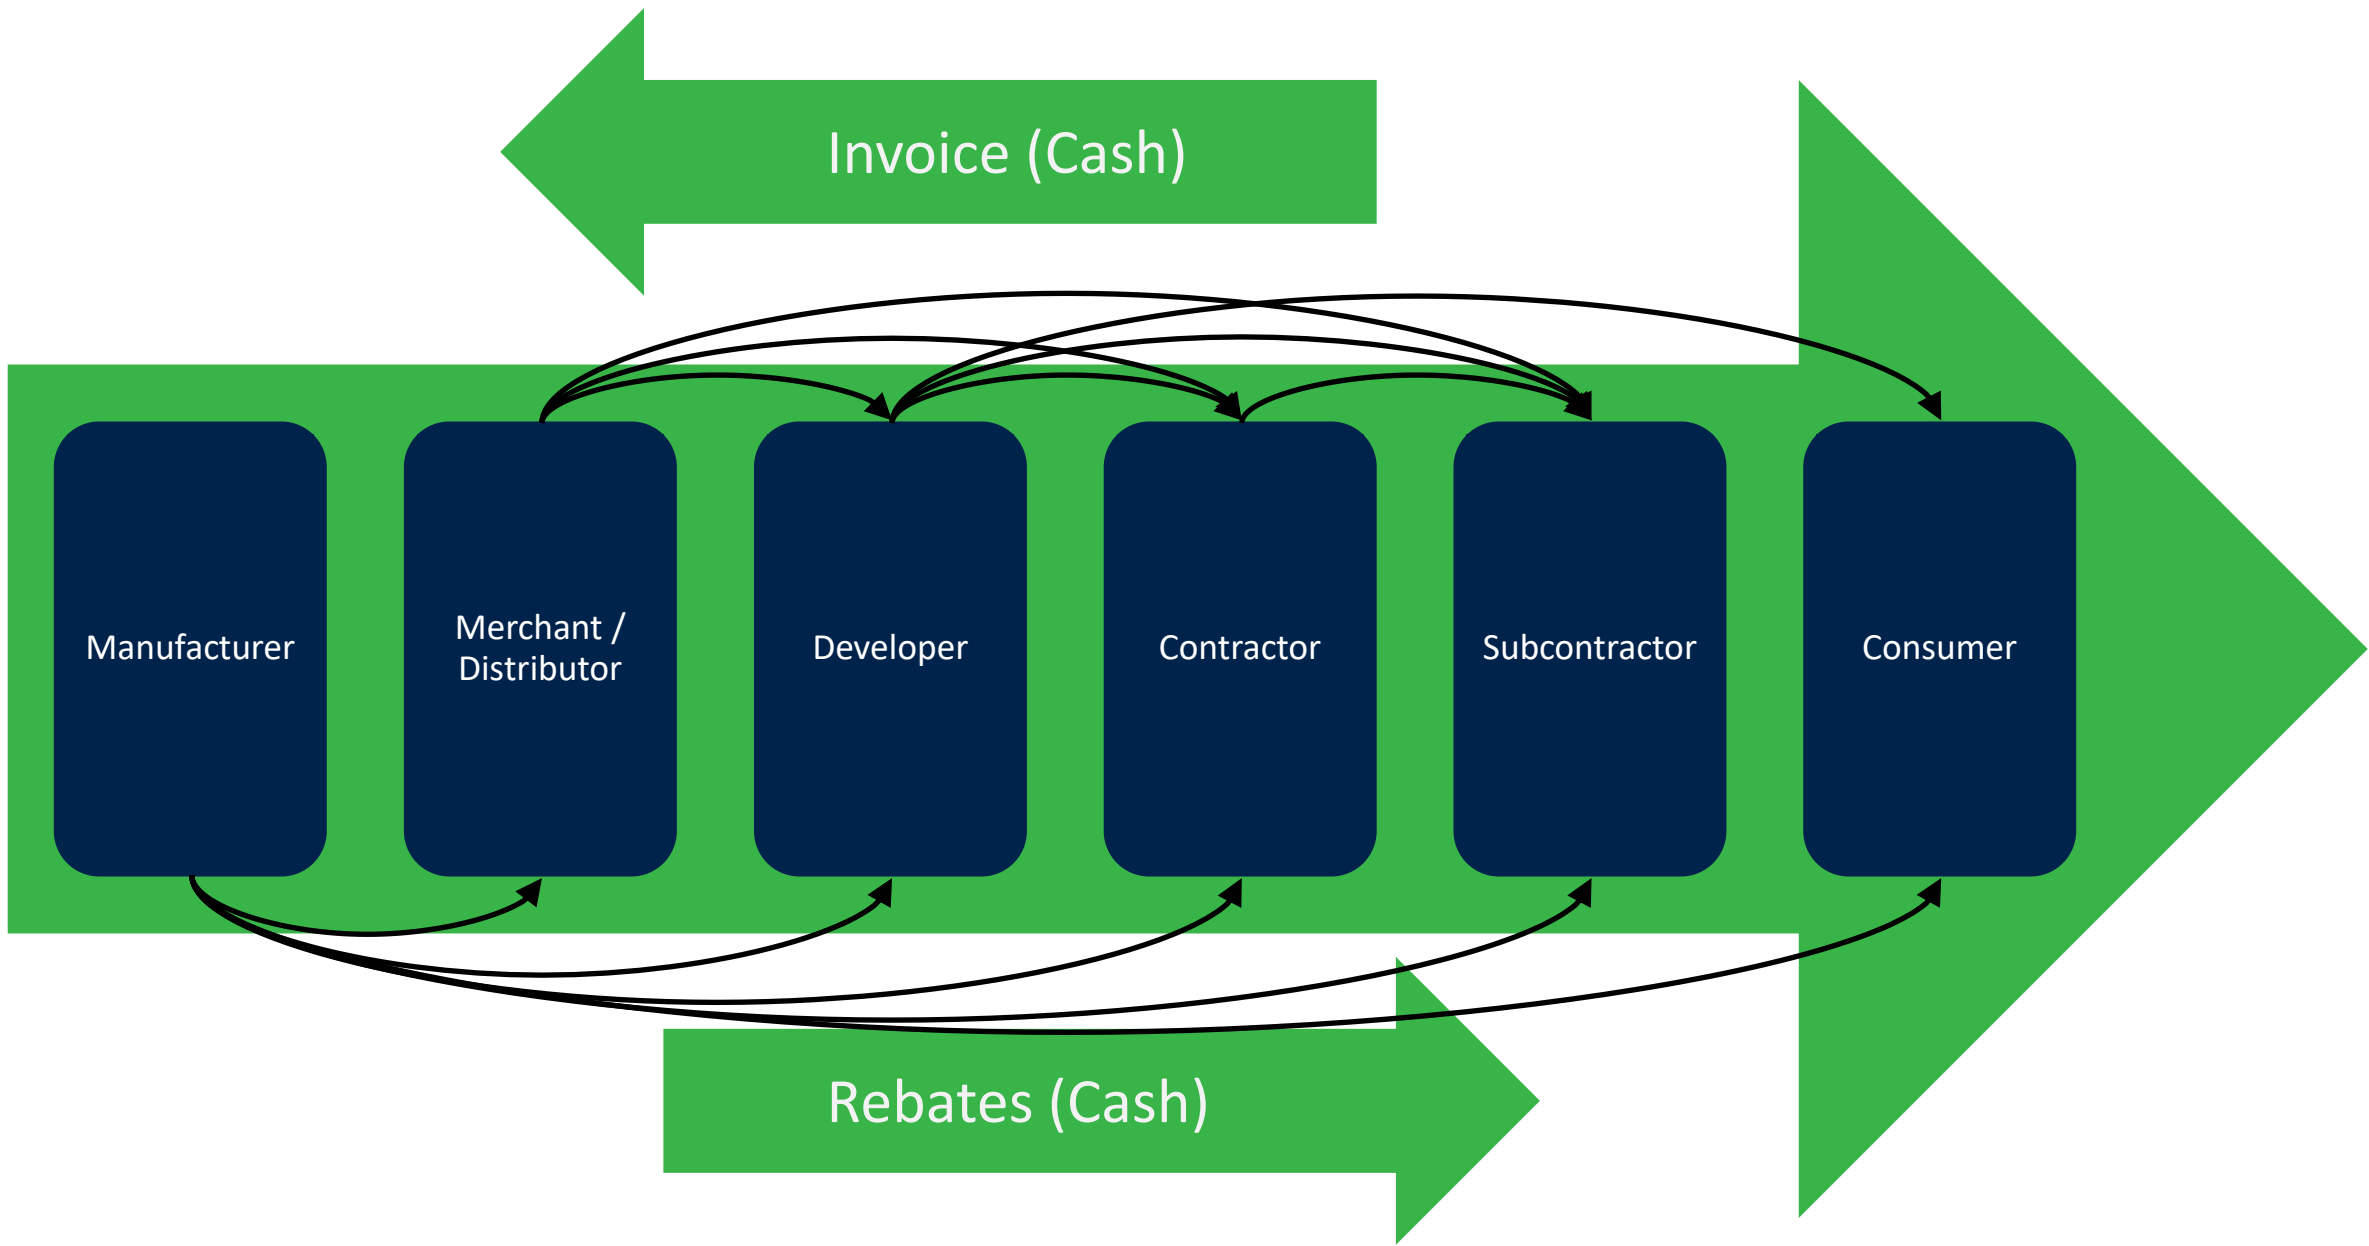 Invoice (Cash)
Manufacturer
Merchant /
Distributor
Developer
Contractor
Subcontractor
Consumer
Rebates (Cash)